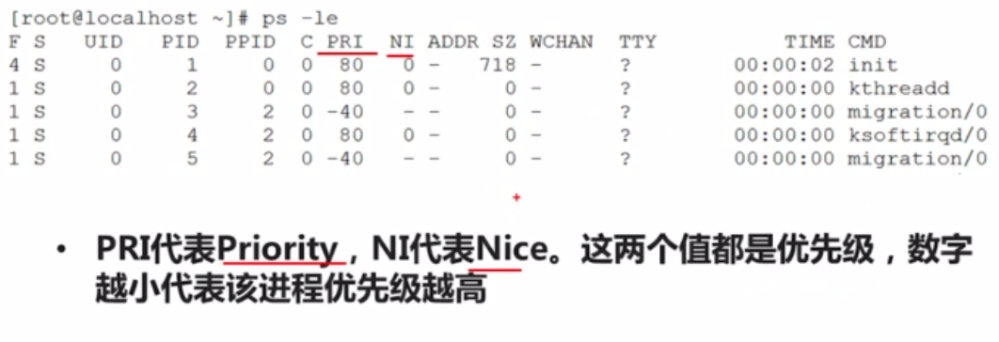 [root@localhost ~]# ps -le
F S   UID   PID  PPID  C PRI  NI ADDR SZ WCHAN  TTY          TIME CMD
4 S     0     1     0  0  80   0 -   718 -      ?        00:00:02 init
1 S     0     2     0  0  80   0 -     0 -      ?        00:00:00 kthreadd
1 S     0     3     2  0 -40   - -     0 -      ?        00:00:00 migration/0
1 S     0     4     2  0  80   0 -     0 -      ?        00:00:00 ksoftirqd/0
1 S     0     5     2  0 -40   - -     0 -      ?        00:00:00 migration/0
• PRI代表Priority，NI代表Nice。这两个值都是优先级，数字
越小代表该进程优先级越高